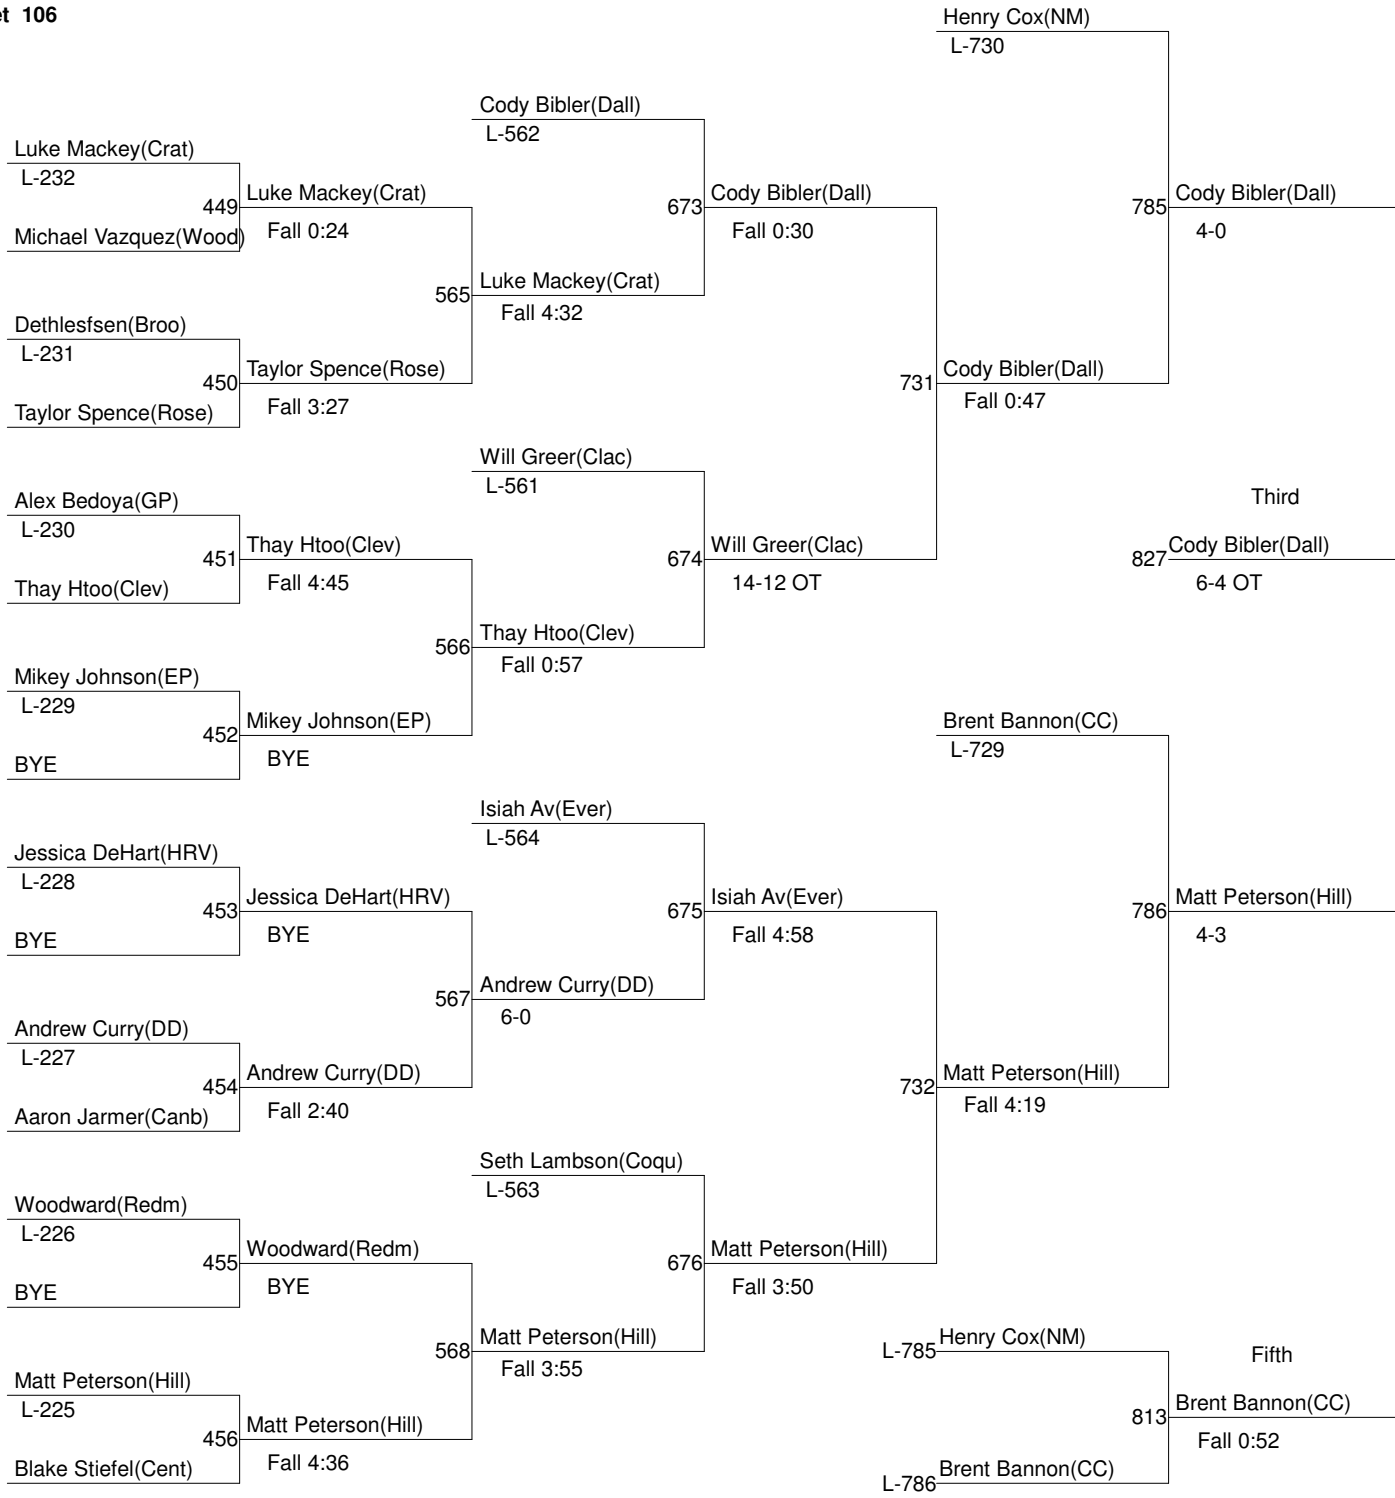 et 106
Henry Cox(NM)
L-730
Cody Bibler(Dall)
L-562
Luke Mackey(Crat)
L-232
449
Luke Mackey(Crat)
673
Cody Bibler(Dall)
785
Cody Bibler(Dall)
Michael Vazquez(Wood)
Fall 0:24
Fall 0:30
4-0
565
Luke Mackey(Crat)
Fall 4:32
Dethlesfsen(Broo)
L-231
450
Taylor Spence(Rose)
731
Cody Bibler(Dall)
Taylor Spence(Rose)
Fall 3:27
Fall 0:47
Will Greer(Clac)
L-561
Alex Bedoya(GP)
Third
L-230
451
Thay Htoo(Clev)
674
Will Greer(Clac)
827
Cody Bibler(Dall)
Thay Htoo(Clev)
Fall 4:45
14-12 OT
6-4 OT
566
Thay Htoo(Clev)
Fall 0:57
Mikey Johnson(EP)
L-229
452
Mikey Johnson(EP)
Brent Bannon(CC)
BYE
BYE
L-729
Isiah Av(Ever)
L-564
Jessica DeHart(HRV)
L-228
453
Jessica DeHart(HRV)
675
Isiah Av(Ever)
786
Matt Peterson(Hill)
BYE
BYE
Fall 4:58
4-3
567
Andrew Curry(DD)
6-0
Andrew Curry(DD)
L-227
454
Andrew Curry(DD)
732
Matt Peterson(Hill)
Aaron Jarmer(Canb)
Fall 2:40
Fall 4:19
Seth Lambson(Coqu)
L-563
Woodward(Redm)
L-226
455
Woodward(Redm)
676
Matt Peterson(Hill)
BYE
BYE
Fall 3:50
568
Matt Peterson(Hill)
Fall 3:55
L-785
Henry Cox(NM)
Fifth
Matt Peterson(Hill)
L-225
456
Matt Peterson(Hill)
813
Brent Bannon(CC)
Blake Stiefel(Cent)
Fall 4:36
Fall 0:52
L-786
Brent Bannon(CC)